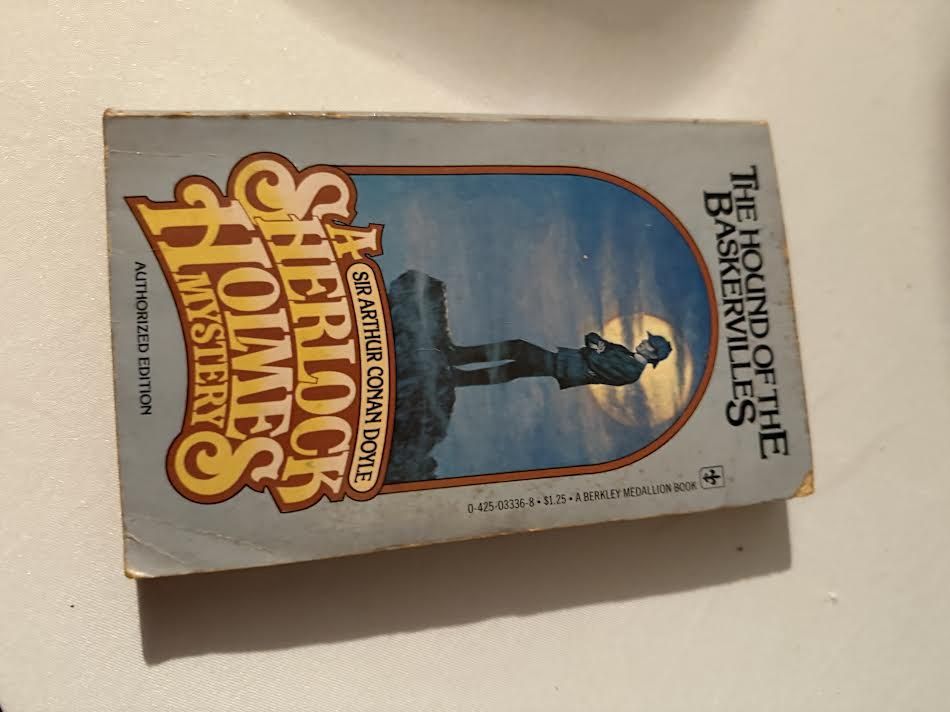 THE HOUND OF THE
BASKERVILLES
0-425-03336-8 • $1.25 • A BERKLEY MEDALLION BOOK
SIR ARTHUR CONAN DOYLE
A
SHERLOCK
HOLMES
MYSTERY
AUTHORIZED EDITION